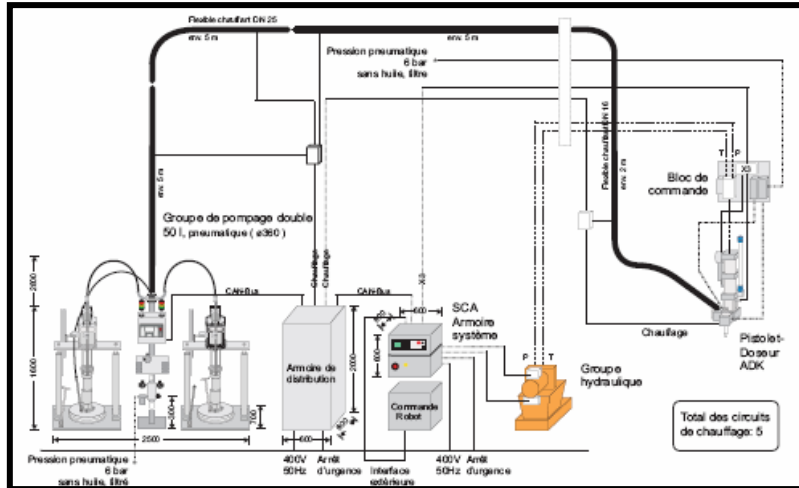 Flexible chauffant DN 25
env. 5 m
env. 5 m
Pression pneumatique
6 bar
sans huile, filtre
Flexible chauffant DN 16
env. 2 m
T P
X3
Bloc de
commande
env. 5 m
Groupe de pompage double
50 l, pneumatique ( ø360 )
Chauffage
Chauffage
X3
CAN-Bus
CAN-Bus
SCA
Armoire
système
600
600
Armoire de
distribution
2000
1600
300
2500
600
Commande
Robot
P T
Groupe
hydraulique
Chauffage
Pistolet-
Doseur
ADK
Total des circuits
de chauffage: 5
Pression pneumatique
6 bar
sans huile, filtré
400V
50Hz
Arrêt
d'urgence
Interface
extérieure
400V
50Hz
Arrêt
d'urgence